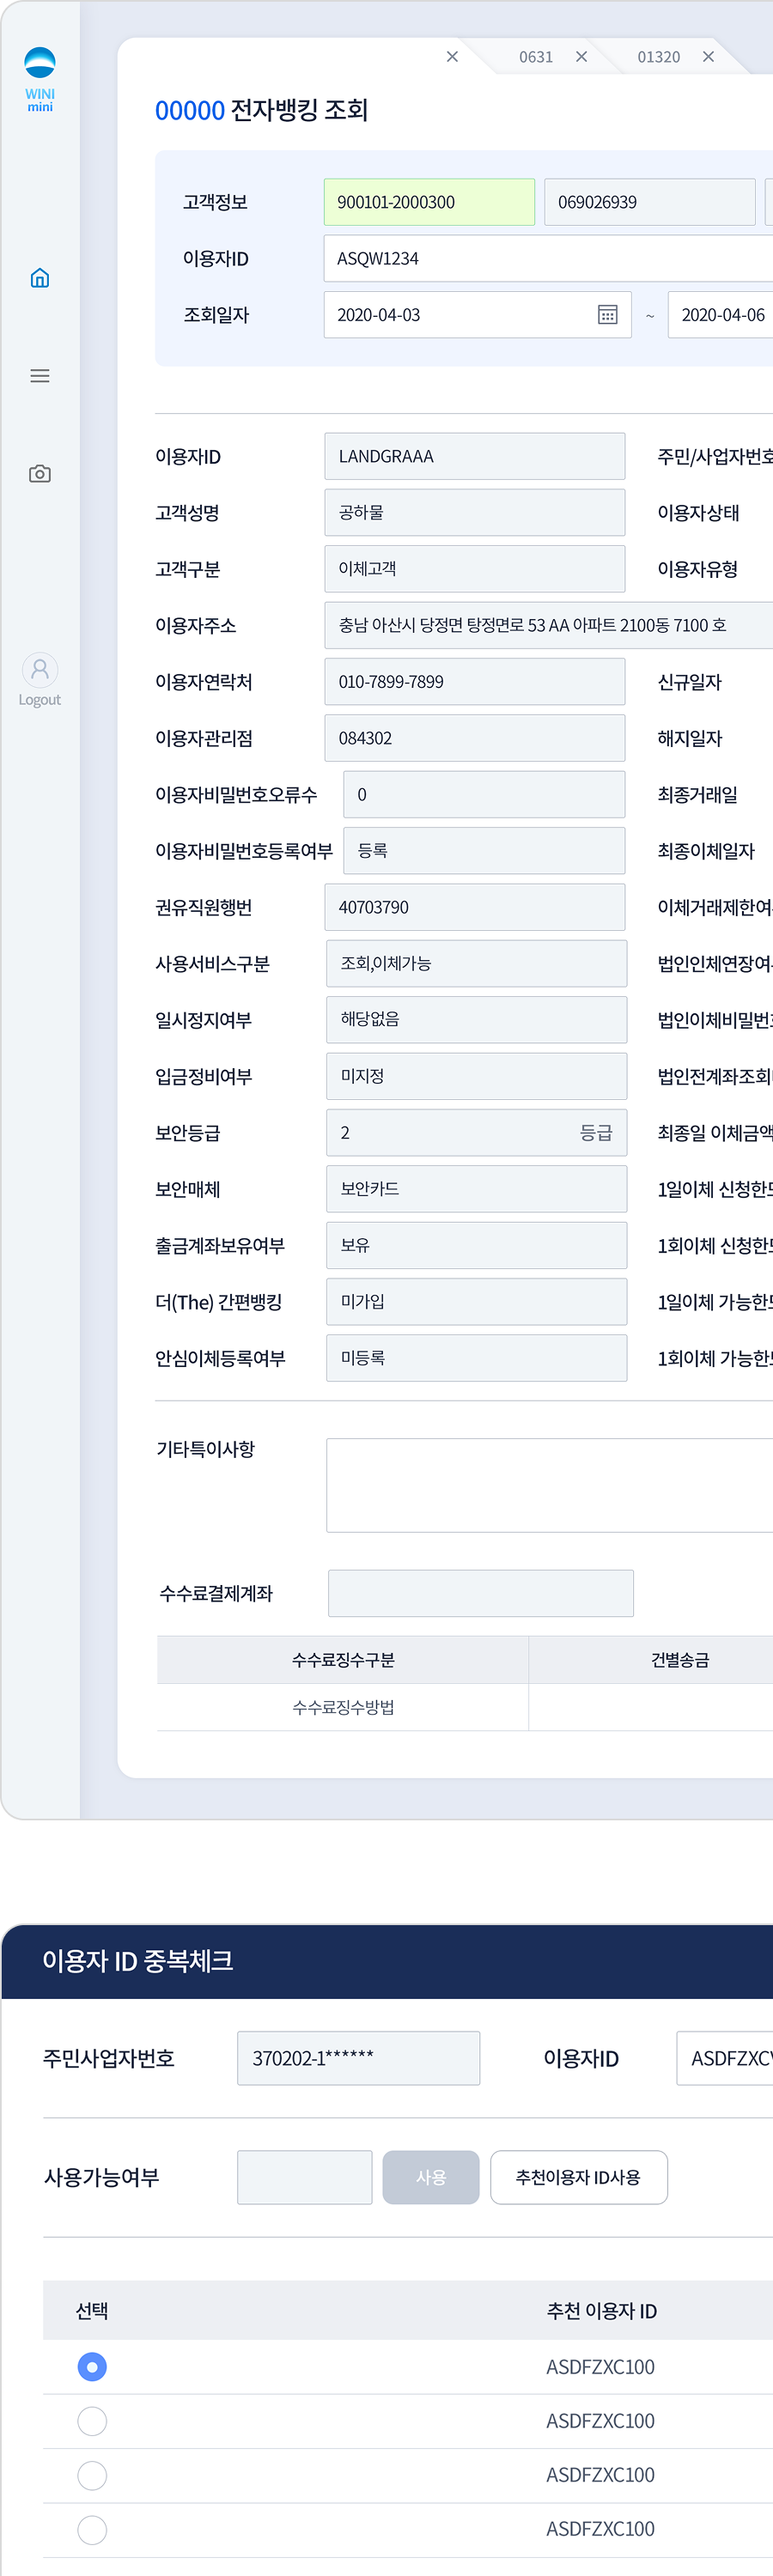 WINI
mini
0631
01320
00000 전자뱅킹 조회
고객정보 900101-2000300 069026939
이용자ID ASQW1234
조회일자 2020-04-03 ~ 2020-04-06
Logout
이용자ID LANDGRAAA 주민/사업자번호
고객성명 공하물 이용자상태
고객구분 이체고객 이용자유형
이용자주소 충남 아산시 당정면 탕정면로 53 AA 아파트 2100동 7100 호
이용자연락처 010-7899-7899 신규일자
이용자관리점 084302 해지일자
이용자비밀번호오류수 0 최종거래일
이용자비밀번호등록여부 등록 최종이체일자
권유직원행번 40703790 이체거래제한여
사용서비스구분 조회,이체가능 법인인체연장여
일시정지여부 해당없음 법인이체비밀번
입금정비여부 미지정 법인전계좌조회
보안등급 2 등급 최종일 이체금액
보안매체 보안카드 1일이체 신청한
출금계좌보유여부 보유 1회이체 신청한
더(The) 간편뱅킹 미가입 1일이체 가능한
안심이체등록여부 미등록 1회이체 가능한
기타특이사항
수수료결제계좌
수수료징수구분 건별송금
수수료징수방법
이용자 ID 중복체크
주민사업자번호 370202-1****** 이용자ID ASDFZXC
사용가능여부 사용 추천이용자 ID사용
선택 추천 이용자 ID
ASDFZXC100
ASDFZXC100
ASDFZXC100
ASDFZXC100